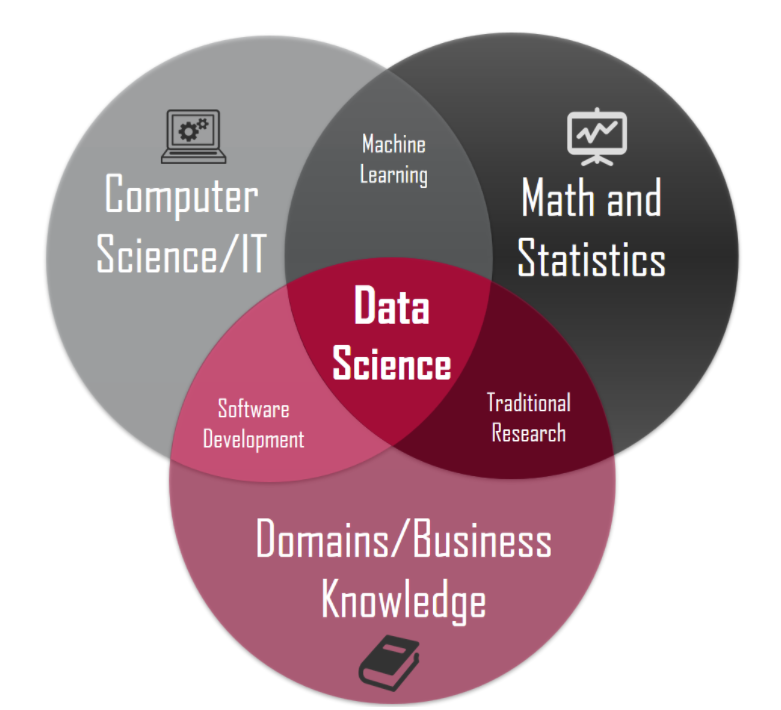 Machine
Learning
Computer
Science/IT
Math and
Statistics
Data
Science
Software
Development
Traditional
Research
Domains/Business
Knowledge